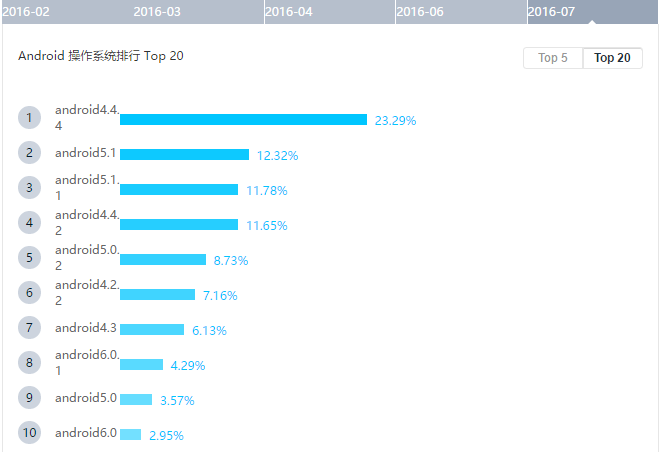 2016-02 2016-03 2016-04 2016-06 2016-07
Android 操作系统排行 Top 20 Top 5 Top 20
1 android4.4.
4 23.29%
2 android5.1 12.32%
3 android5.1.
1 11.78%
4 android4.4.
2 11.65%
5 android5.0.
2 8.73%
6 android4.2.
2 7.16%
7 android4.3 6.13%
8 android6.0.
1 4.29%
9 android5.0 3.57%
10 android6.0 2.95%